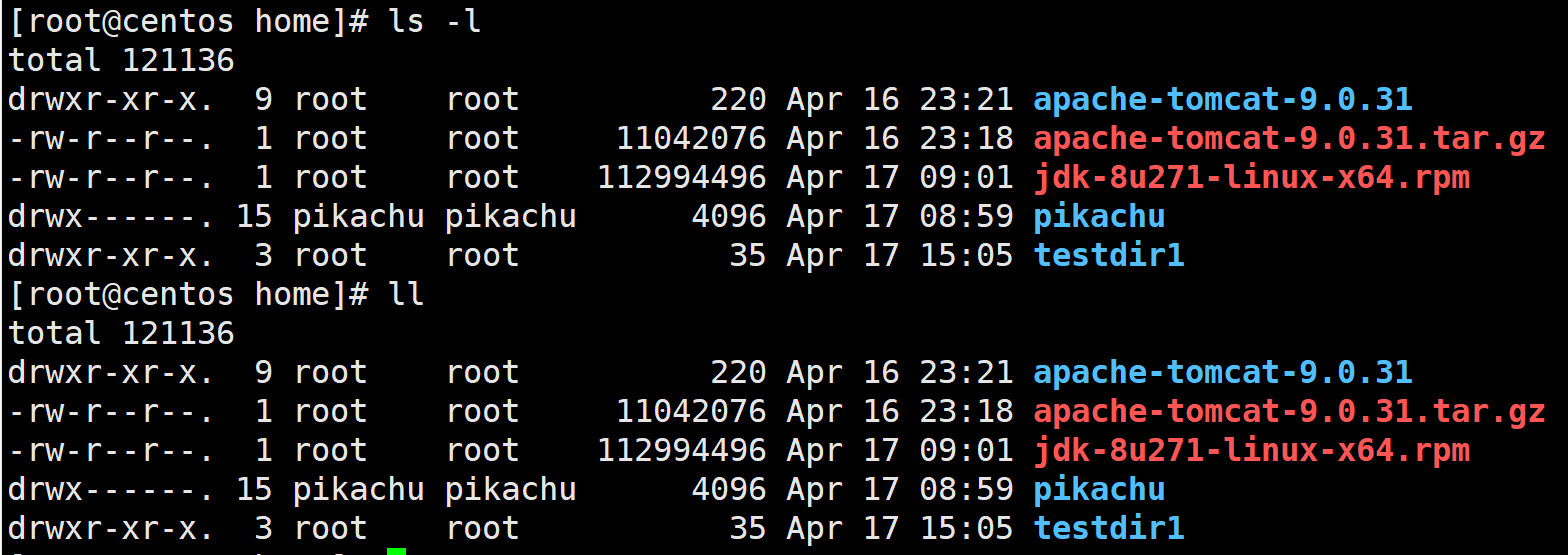 [root@centos home]# ls -l
total 121136
drwxr-xr-x.  9 root    root          220 Apr 16 23:21 apache-tomcat-9.0.31
-rw-r--r--.  1 root    root     11042076 Apr 16 23:18 apache-tomcat-9.0.31.tar.gz
-rw-r--r--.  1 root    root    112994496 Apr 17 09:01 jdk-8u271-linux-x64.rpm
drwx------. 15 pikachu pikachu      4096 Apr 17 08:59 pikachu
drwxr-xr-x.  3 root    root           35 Apr 17 15:05 testdir1
[root@centos home]# ll
total 121136
drwxr-xr-x.  9 root    root          220 Apr 16 23:21 apache-tomcat-9.0.31
-rw-r--r--.  1 root    root     11042076 Apr 16 23:18 apache-tomcat-9.0.31.tar.gz
-rw-r--r--.  1 root    root    112994496 Apr 17 09:01 jdk-8u271-linux-x64.rpm
drwx------. 15 pikachu pikachu      4096 Apr 17 08:59 pikachu
drwxr-xr-x.  3 root    root           35 Apr 17 15:05 testdir1